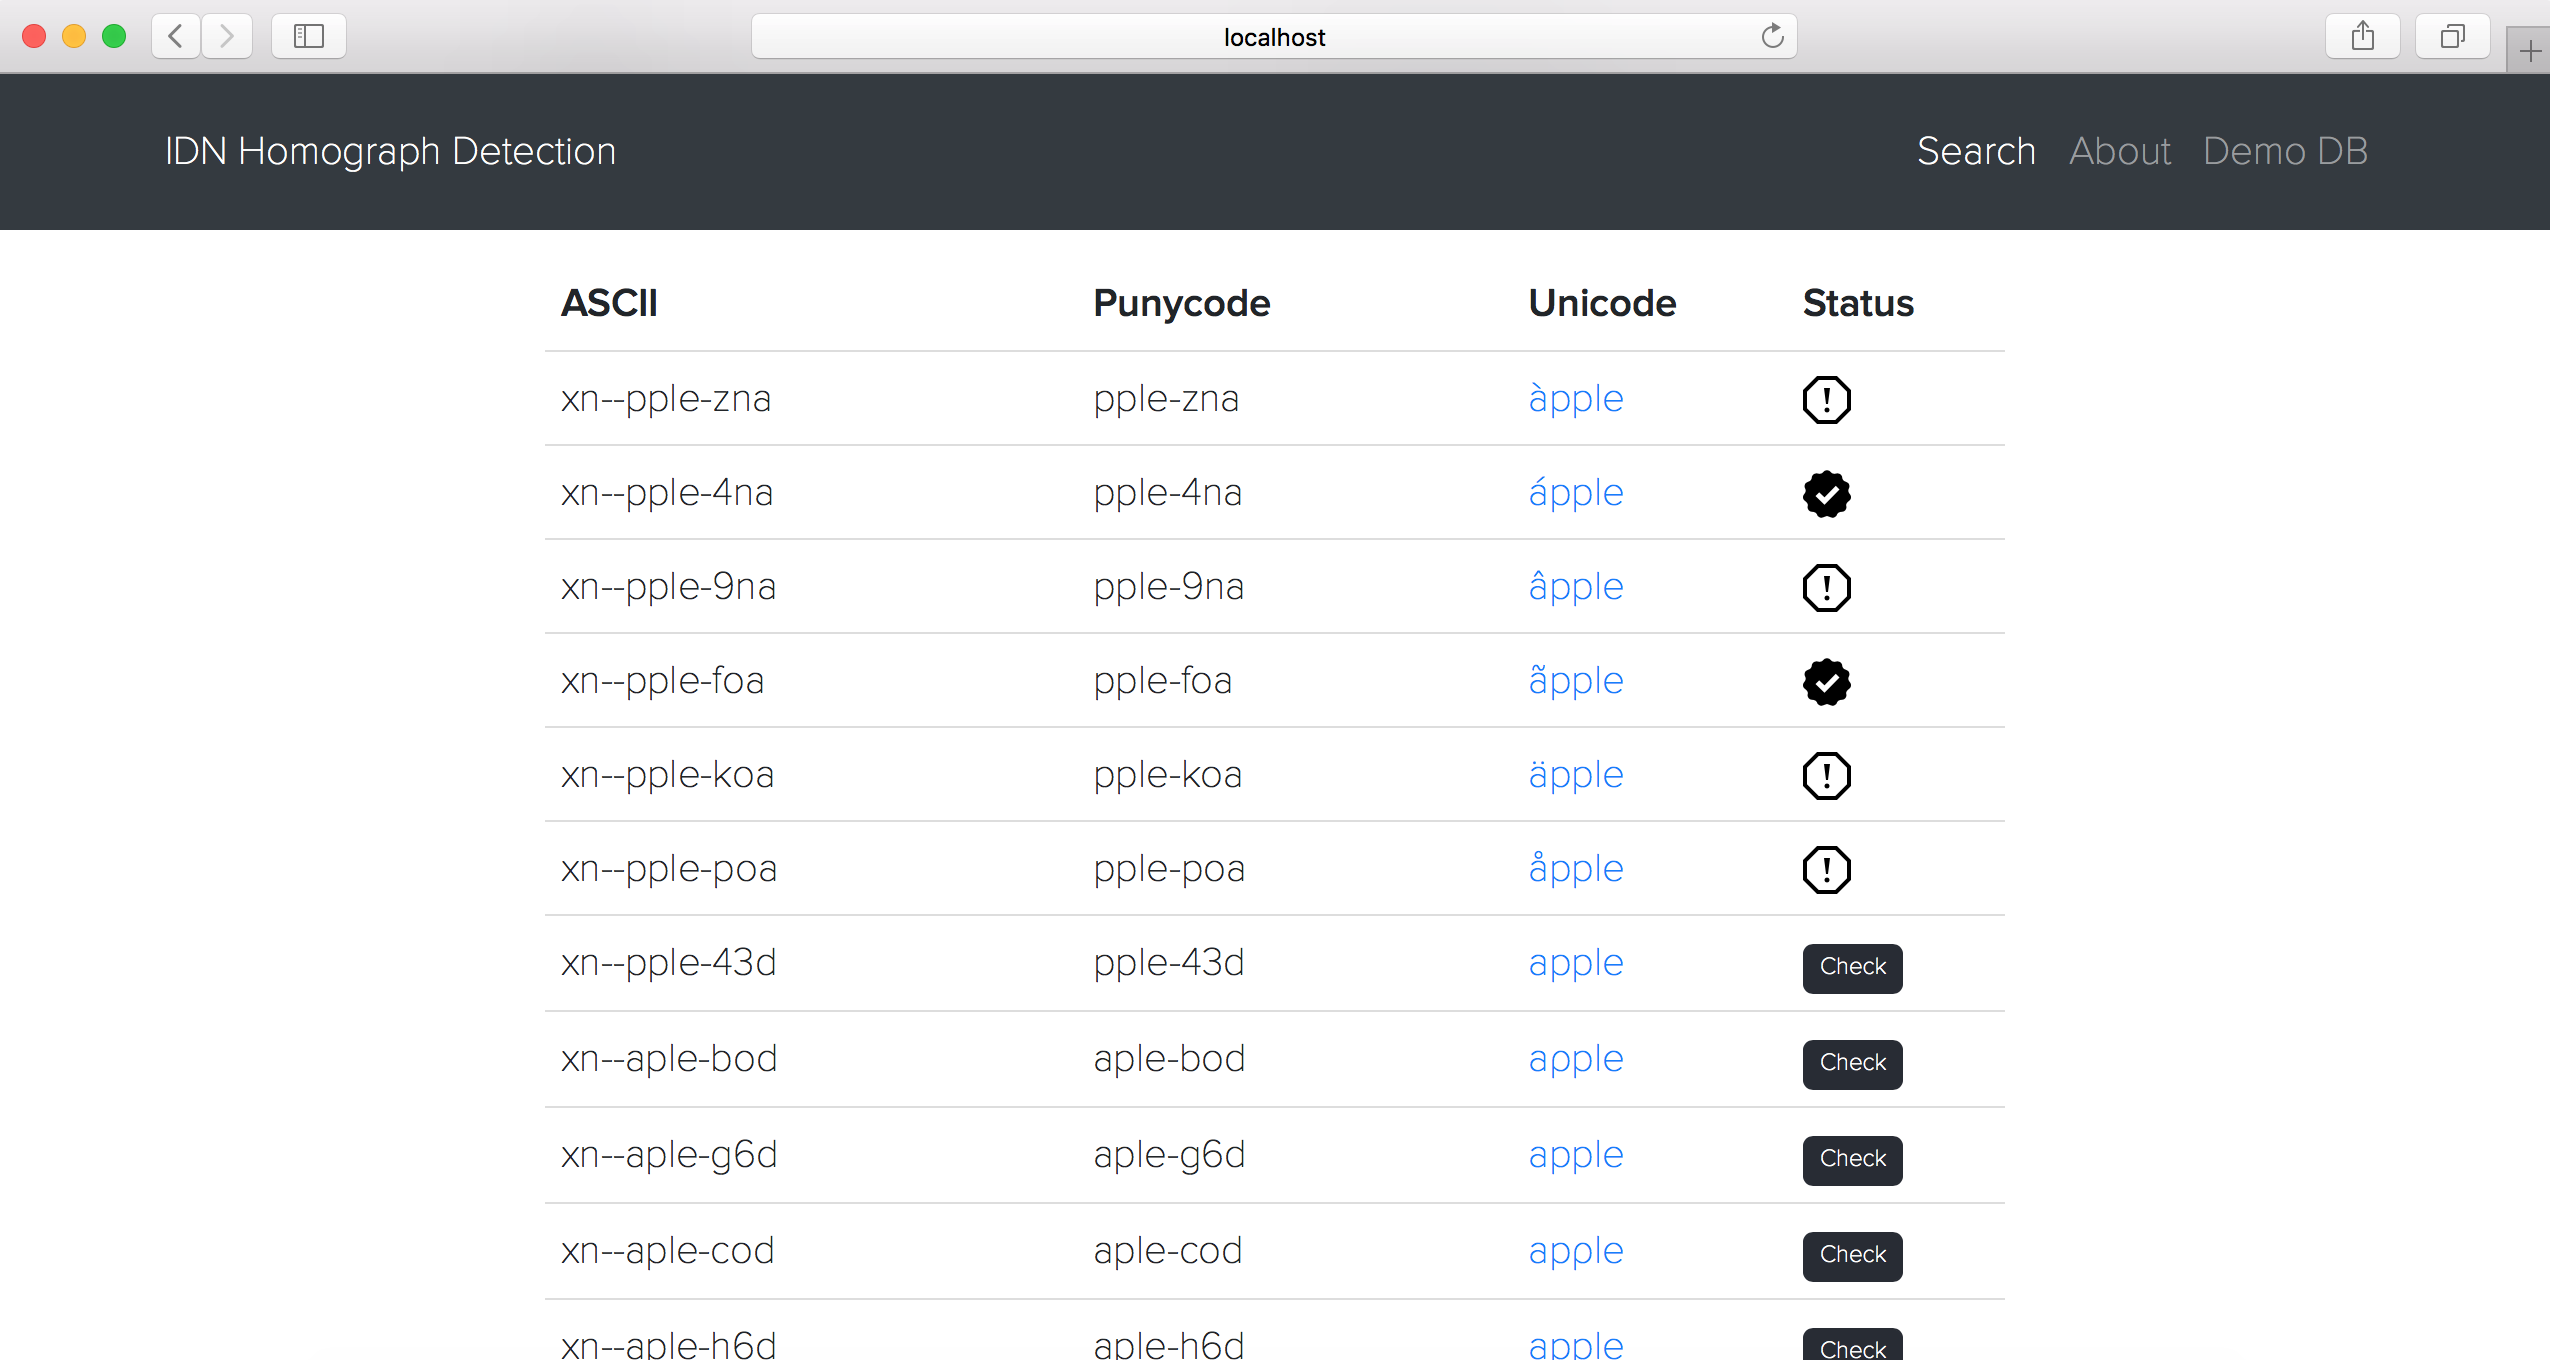 localhost
IDN Homograph Detection
Search About Demo DB
ASCII Punycode Unicode Status
xn--pple-zna pple-zna àpple
xn--pple-4na pple-4na ápple
xn--pple-9na pple-9na âpple
xn--pple-foa pple-foa ãpple
xn--pple-koa pple-koa äpple
xn--pple-poa pple-poa åpple
xn--pple-43d pple-43d аpple Check
xn--aple-bod aple-bod aρple Check
xn--aple-g6d aple-g6d aрple Check
xn--aple-cod aple-cod apρle Check
xn--aple-h6d aple-h6d apрle Check